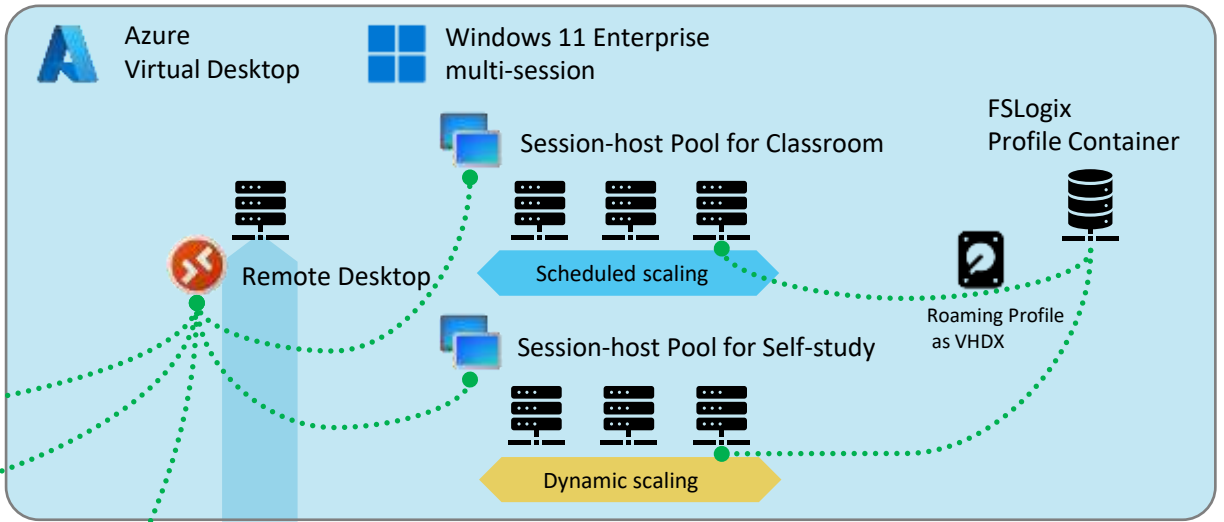 Azure
Virtual Desktop
Windows 11 Enterprise
multi-session
FSLogix
Profile Container
Session-host Pool for Classroom
Remote Desktop
Scheduled scaling
Roaming Profile
as VHDX
Session-host Pool for Self-study
Dynamic scaling